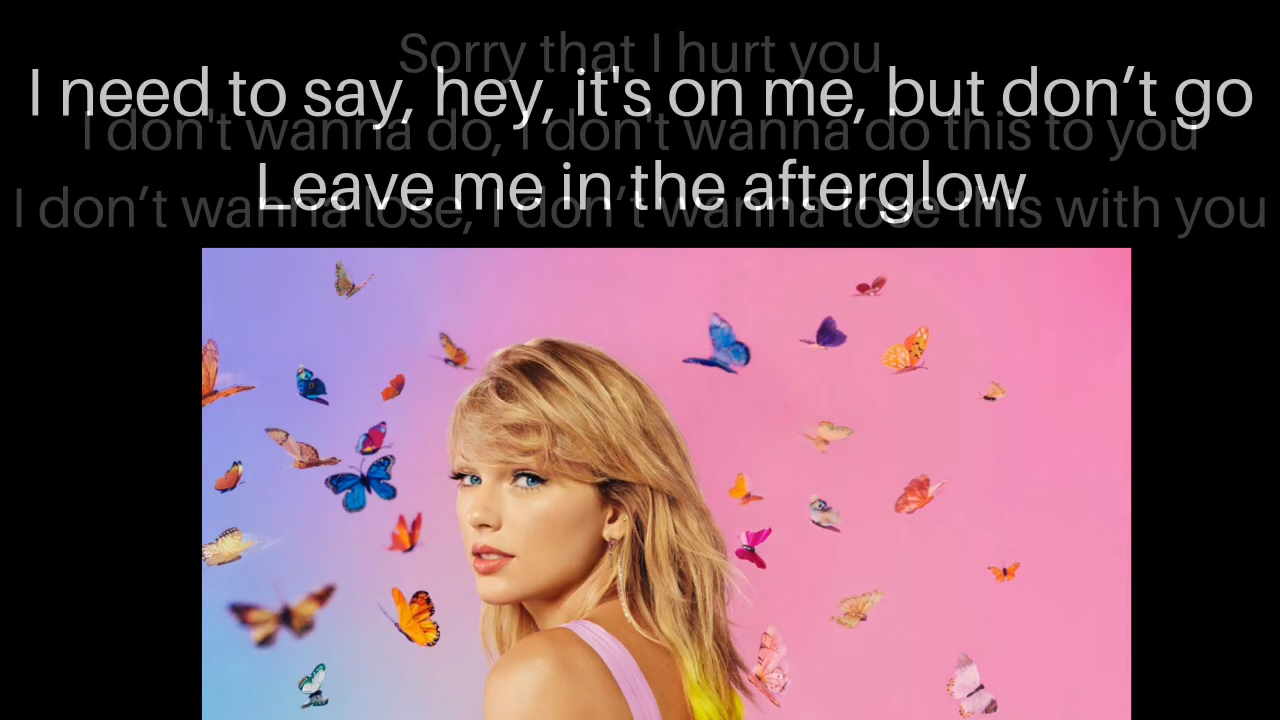 Sorry that I hurt you
I need to say, hey, it's on me, but don’t go
I don't wanna do, I don't wanna do this to you
Leave me in the afterglow
I don’t wanna lose, I don’t wanna lose this with you